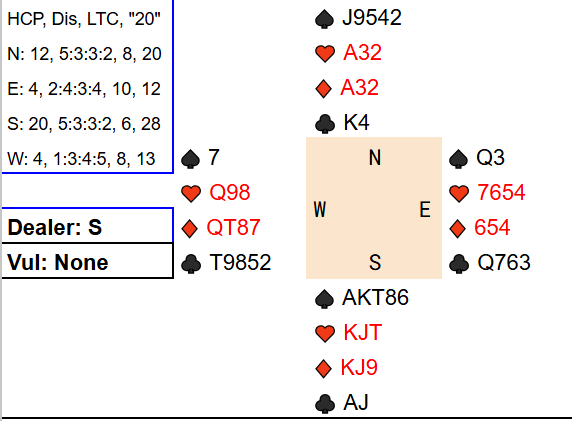 HCP, Dis, LTC, "20"
N: 12, 5:3:3:2, 8, 20
E: 4, 2:4:3:4, 10, 12
S: 20, 5:3:3:2, 6, 28
W: 4, 1:3:4:5, 8, 13
Dealer: S
Vul: None
♠ J9542
♥ A32
♦ A32
♣ K4
♠ 7
♥ Q98
♦ QT87
♣ T9852
N
W E
S
♠ Q3
♥ 7654
♦ 654
♣ Q763
♠ AKT86
♥ KJT
♦ KJ9
♣ AJ